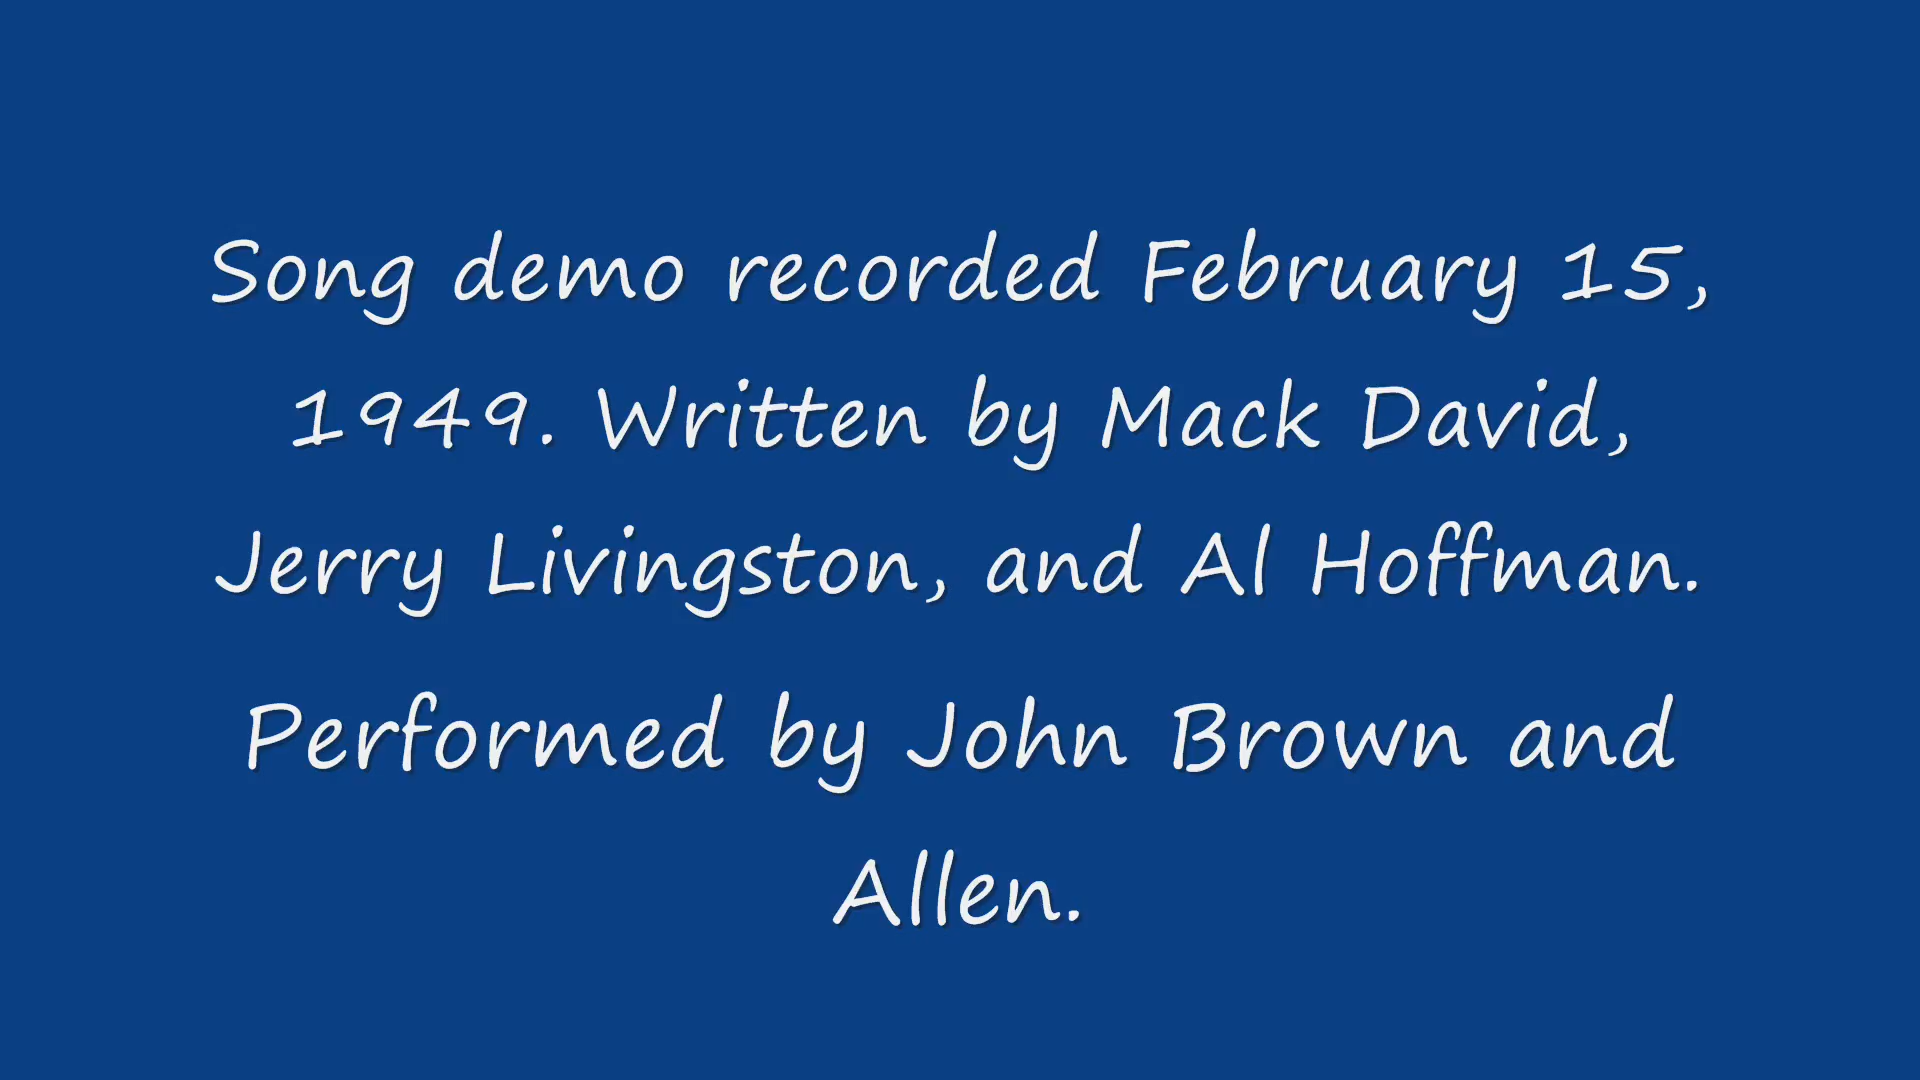 Song demo recorded February 15,
1949. Written by Mack David,
Jerry Livingston, and Al Hoffman.
Performed by John Brown and
Allen.